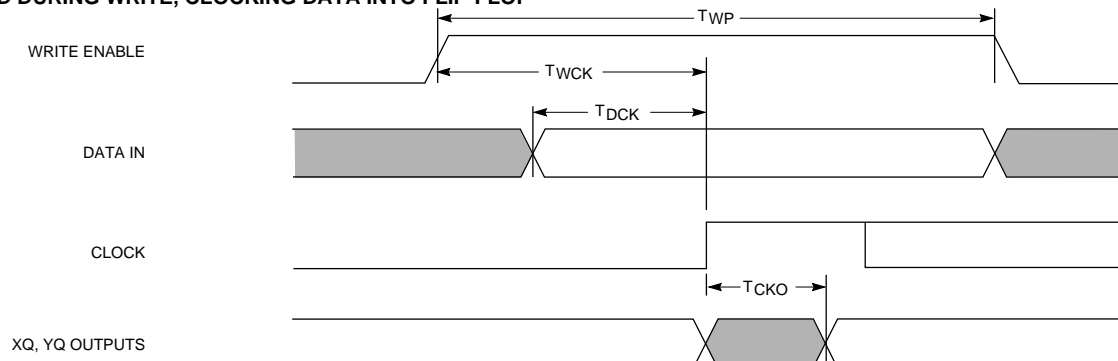 D DURING WRITE, CLOCKING DATA INTO FLIP-FLOP
TWP
WRITE ENABLE
TWCK
TDCK
DATA IN
CLOCK
TCKO
XQ, YQ OUTPUTS